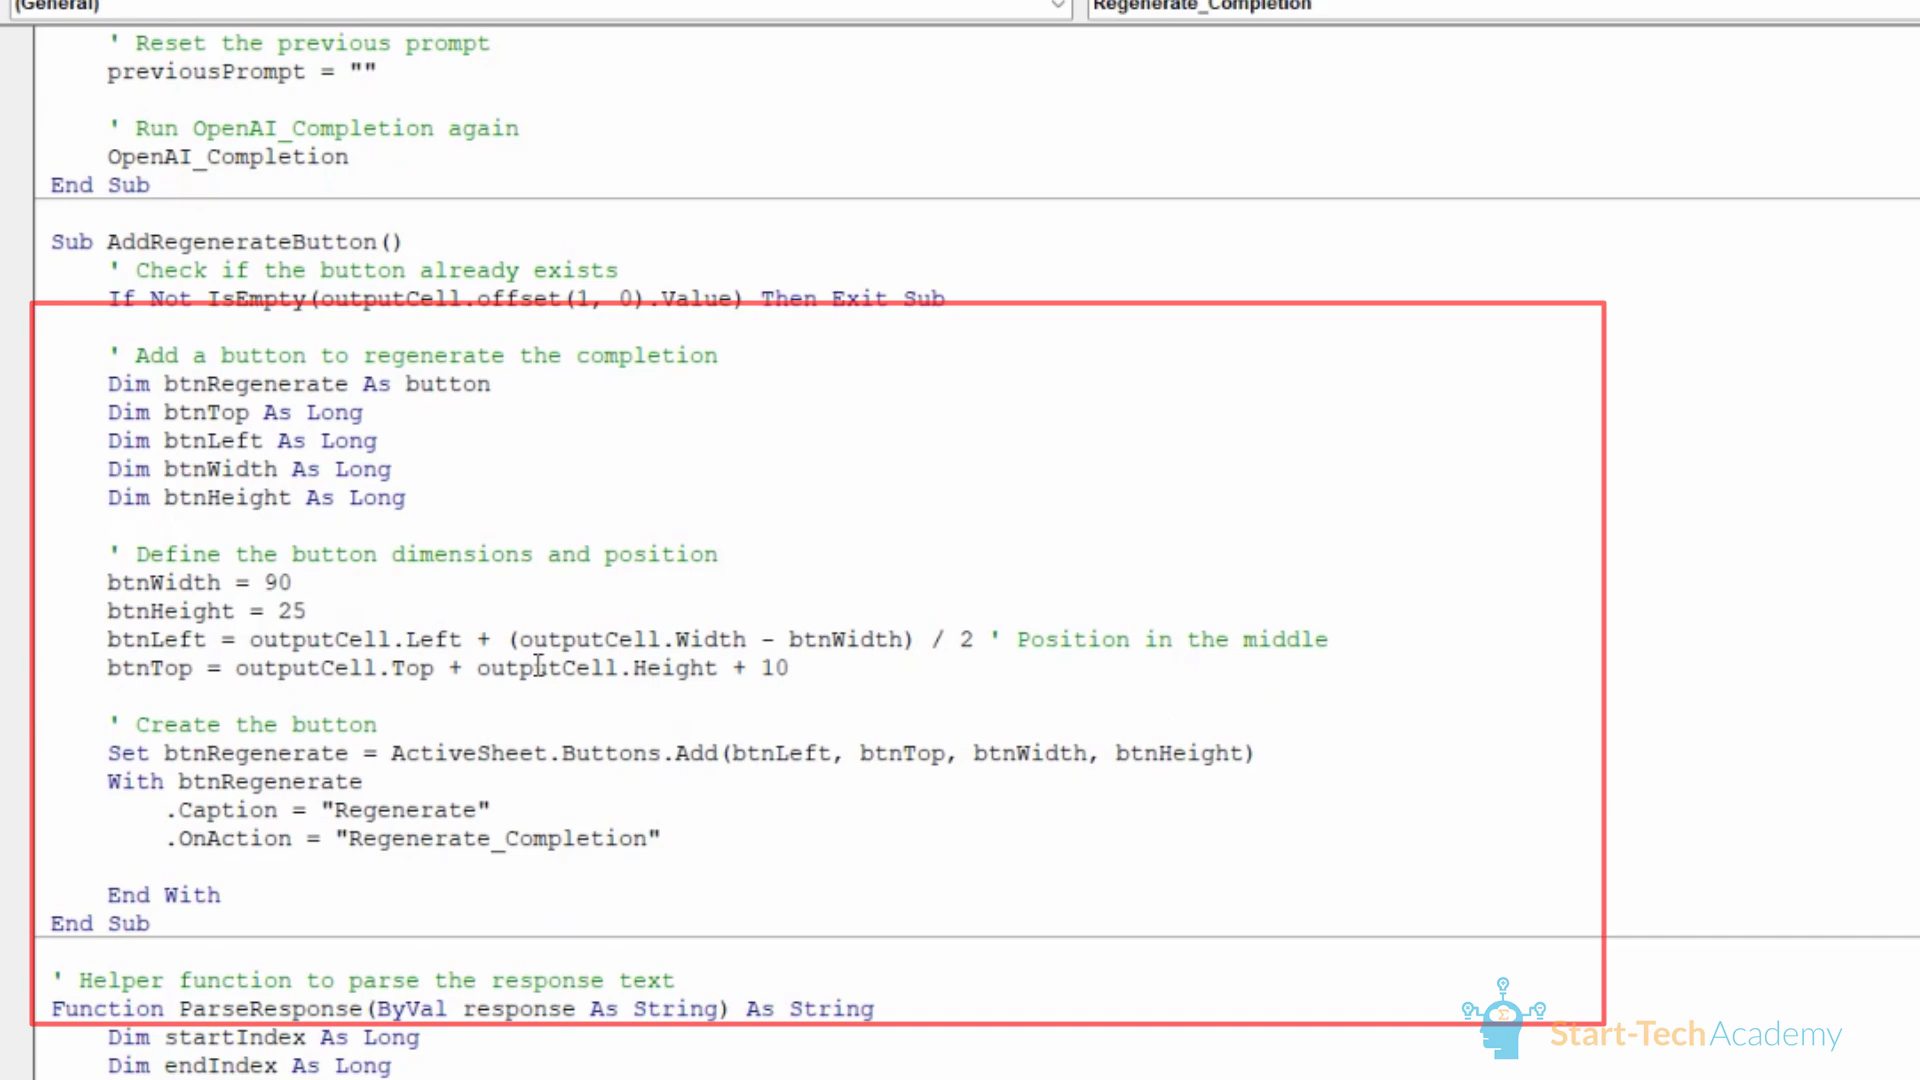 (General)
Regenerate_Completion
' Reset the previous prompt
previousPrompt = ""
' Run OpenAI_Completion again
OpenAI_Completion
End Sub
Sub AddRegenerateButton()
' Check if the button already exists
If Not IsEmpty(outputCell.offset(1, 0).Value) Then Exit Sub
' Add a button to regenerate the completion
Dim btnRegenerate As button
Dim btnTop As Long
Dim btnLeft As Long
Dim btnWidth As Long
Dim btnHeight As Long
' Define the button dimensions and position
btnWidth = 90
btnHeight = 25
btnLeft = outputCell.Left + (outputCell.Width - btnWidth) / 2 ' Position in the middle
btnTop = outputCell.Top + outputCell.Height + 10
' Create the button
Set btnRegenerate = ActiveSheet.Buttons.Add(btnLeft, btnTop, btnWidth, btnHeight)
With btnRegenerate
.Caption = "Regenerate"
.OnAction = "Regenerate_Completion"
End With
End Sub
' Helper function to parse the response text
Function ParseResponse(ByVal response As String) As String
Dim startIndex As Long
Dim endIndex As Long
Start-Tech Academy